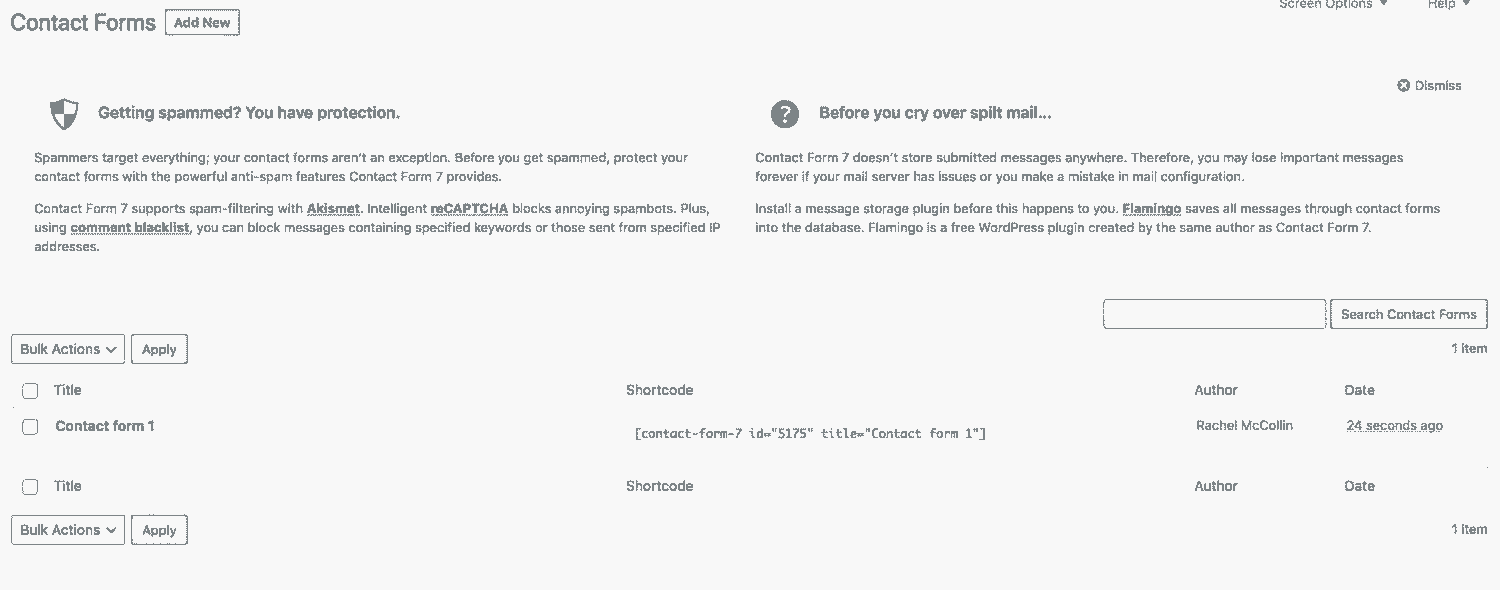 Screen Options ▼ Help ▼
Contact Forms Add New
Dismiss
Getting spammed? You have protection.
Spammers target everything; your contact forms aren't an exception. Before you get spammed, protect your
contact forms with the powerful anti-spam features Contact Form 7 provides.
Contact Form 7 supports spam-filtering with Akismet. Intelligent reCAPTCHA blocks annoying spambots. Plus,
using comment blacklist, you can block messages containing specified keywords or those sent from specified IP
addresses.
Before you cry over spilt mail...
Contact Form 7 doesn't store submitted messages anywhere. Therefore, you may lose important messages
forever if your mail server has issues or you make a mistake in mail configuration.
Install a message storage plugin before this happens to you. Flamingo saves all messages through contact forms
into the database. Flamingo is a free WordPress plugin created by the same author as Contact Form 7.
Search Contact Forms
Bulk Actions Apply 1 item
Title Shortcode Author Date
Contact form 1 [contact-form-7 id="5175" title="Contact form 1"] Rachel McCollin 24 seconds ago
Title Shortcode Author Date
Bulk Actions Apply 1 item